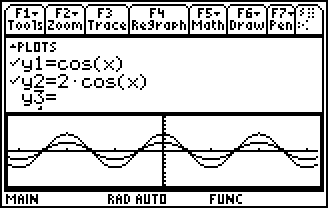 F1▾ F2▾ F3 F4 F5▾ F6▾ F7▾
Tools Zoom Trace ReGraph Math Draw Pen
▴PLOTS
✓y1=cos(x)
✓y2=2·cos(x)
y3=
MAIN RAD AUTO FUNC